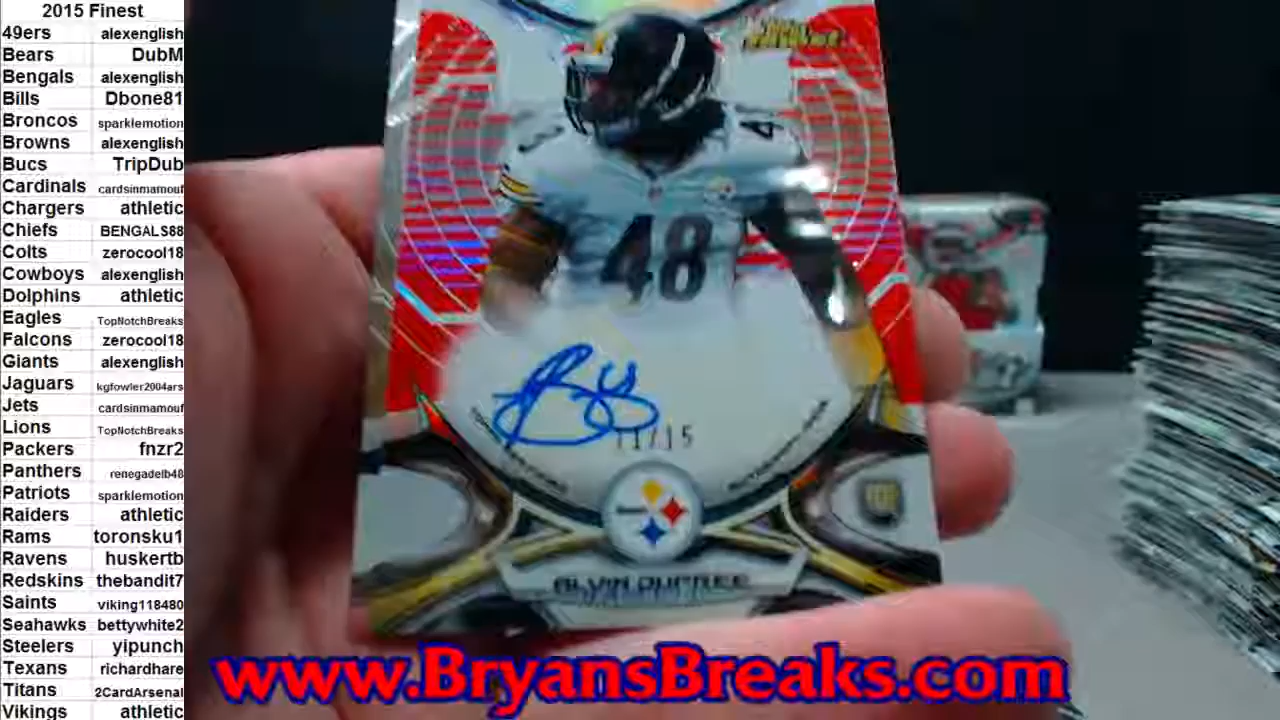 2015 Finest
49ers alexenglish
Bears DubM
Bengals alexenglish
Bills Dbone81
Broncos sparklemotion
Browns alexenglish
Bucs TripDub
Cardinals cardsinmamouf
Chargers athletic
Chiefs BENGALS88
Colts zerocool18
Cowboys alexenglish
Dolphins athletic
Eagles TopNotchBreaks
Falcons zerocool18
Giants alexenglish
Jaguars kgfowler2004ars
Jets cardsinmamouf
Lions TopNotchBreaks
Packers fnzr2
Panthers renegadelb48
Patriots sparklemotion
Raiders athletic
Rams toronsku1
Ravens huskertb
Redskins thebandit7
Saints viking118480
Seahawks bettywhite2
Steelers yipunch
Texans richardhare
Titans 2CardArsenal
Vikings athletic
48
11/15
ALVIN DUPREE
www.BryansBreaks.com